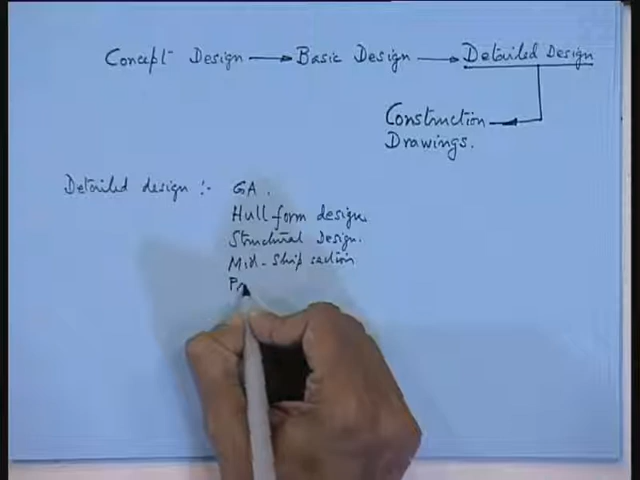 Concept Design → Basic Design → Detailed Design
Construction
Drawings.
Detailed design :- GA.
Hull form design.
Structural Design.
Mid-Ship section